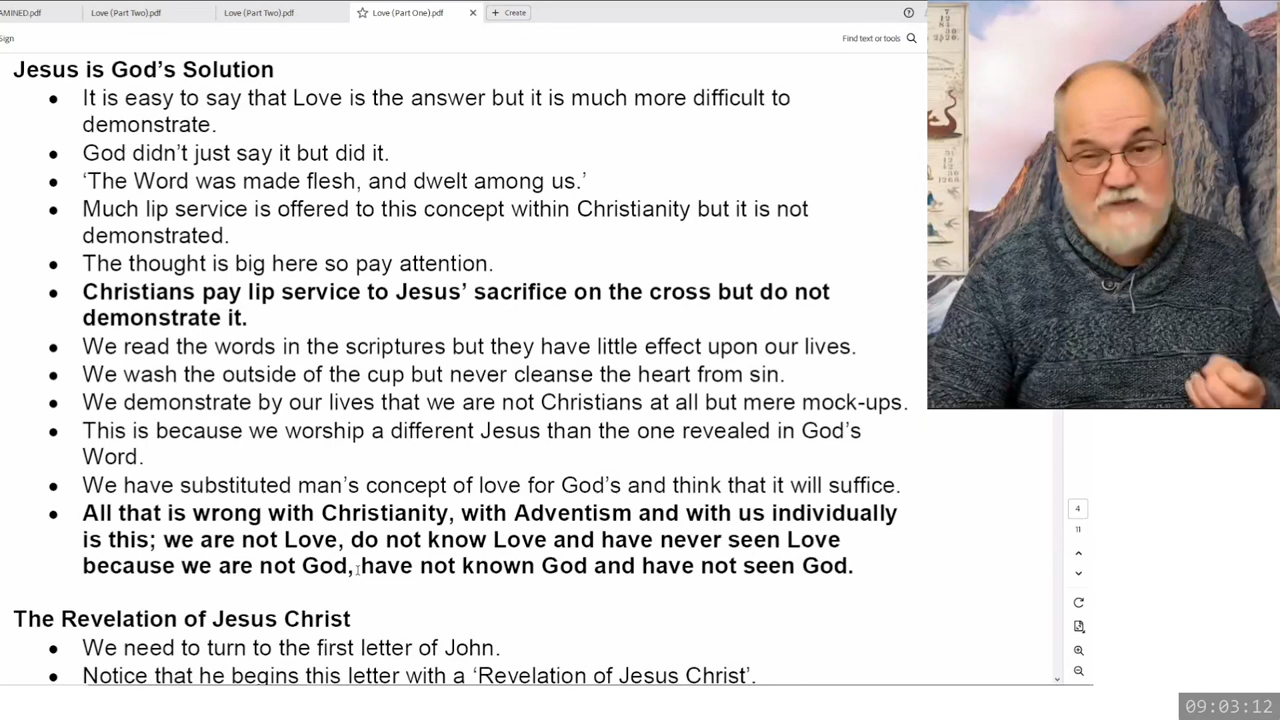 AMINED.pdf
Love (Part Two).pdf
Love (Part Two).pdf
Love (Part One).pdf
Create
Sign
Find text or tools
Jesus is God's Solution
• It is easy to say that Love is the answer but it is much more difficult to
demonstrate.
• God didn't just say it but did it.
• 'The Word was made flesh, and dwelt among us.'
• Much lip service is offered to this concept within Christianity but it is not
demonstrated.
• The thought is big here so pay attention.
• Christians pay lip service to Jesus' sacrifice on the cross but do not
demonstrate it.
• We read the words in the scriptures but they have little effect upon our lives.
• We wash the outside of the cup but never cleanse the heart from sin.
• We demonstrate by our lives that we are not Christians at all but mere mock-ups.
• This is because we worship a different Jesus than the one revealed in God's
Word.
• We have substituted man's concept of love for God's and think that it will suffice.
• All that is wrong with Christianity, with Adventism and with us individually
is this; we are not Love, do not know Love and have never seen Love
because we are not God, have not known God and have not seen God.
The Revelation of Jesus Christ
• We need to turn to the first letter of John.
• Notice that he begins this letter with a 'Revelation of Jesus Christ'.
4
11
09:03:12